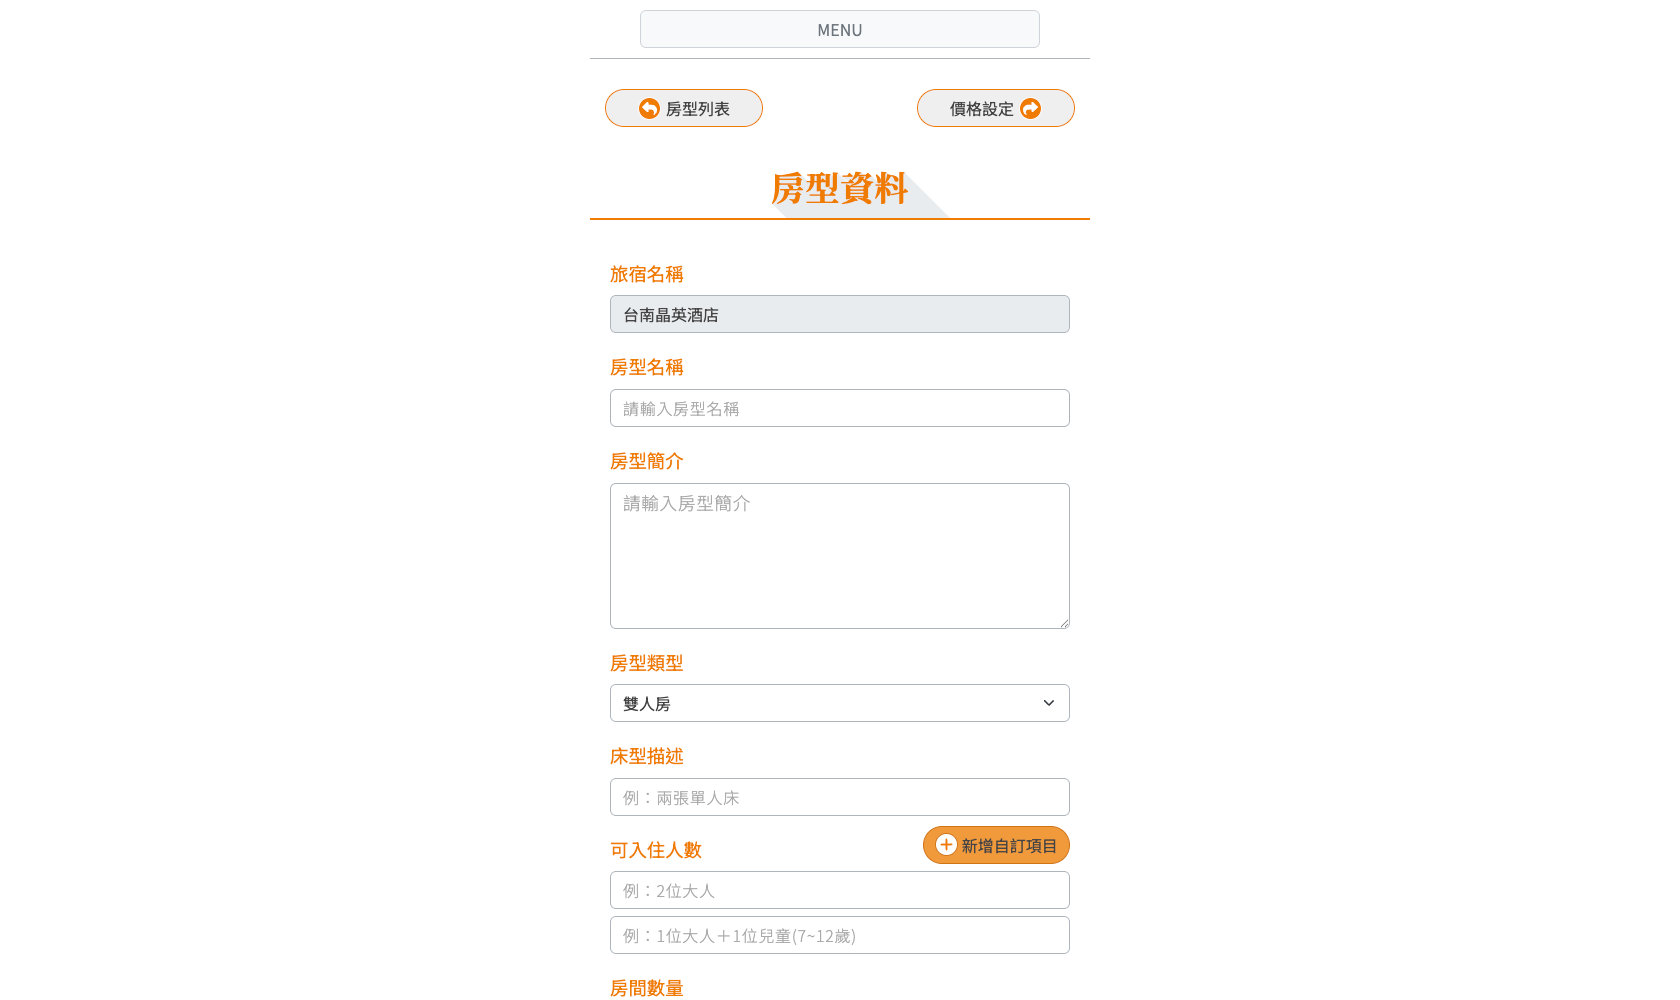 MENU
房型列表
價格設定
房型資料
旅宿名稱
台南晶英酒店
房型名稱
請輸入房型名稱
房型簡介
請輸入房型簡介
房型類型
雙人房
床型描述
例：兩張單人床
可入住人數
新增自訂項目
例：2位大人
例：1位大人＋1位兒童(7~12歲)
房間數量